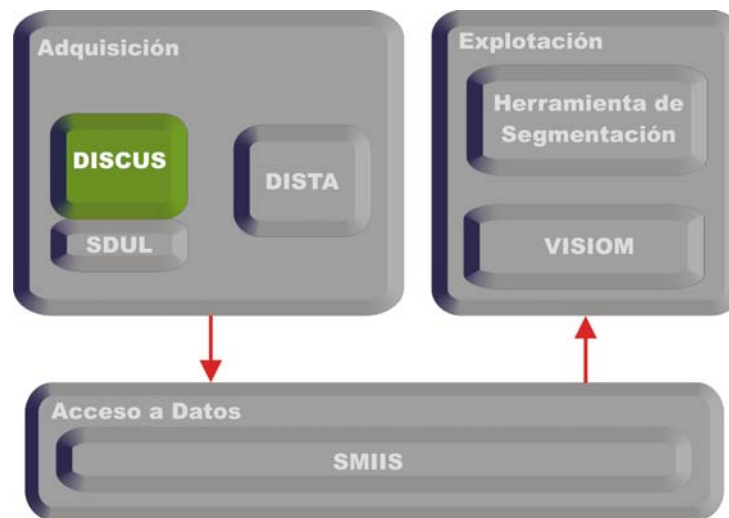 Adquisición
DISCUS
SDUL
DISTA
Explotación
Herramienta de
Segmentación
VISIOM
Acceso a Datos
SMIIS